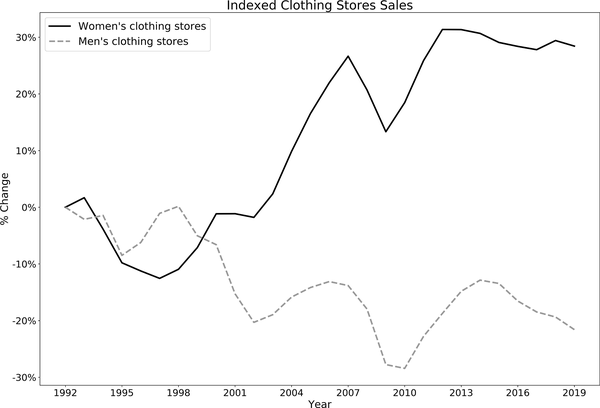 Indexed Clothing Stores Sales
Women's clothing stores
Men's clothing stores
% Change
30%
20%
10%
0%
-10%
-20%
-30%
1992 1995 1998 2001 2004 2007 2010 2013 2016 2019
Year